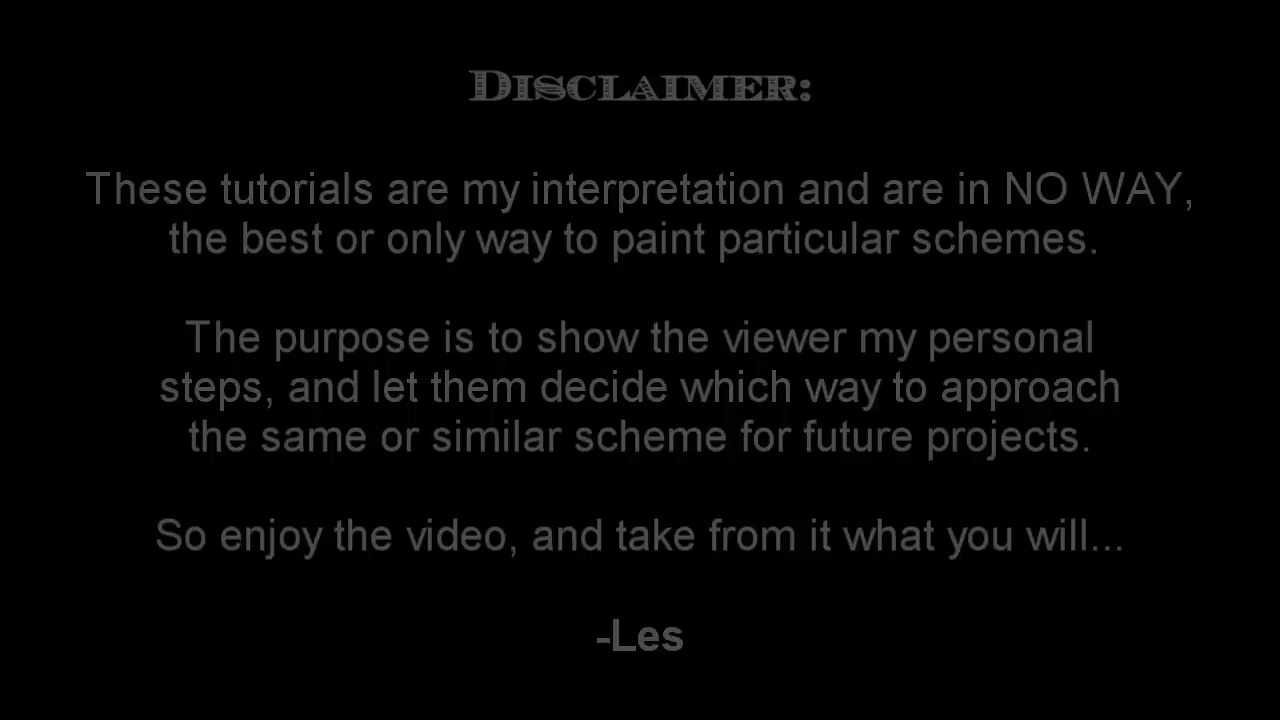 DISCLAIMER:
These tutorials are my interpretation and are in NO WAY,
the best or only way to paint particular schemes.
The purpose is to show the viewer my personal
steps, and let them decide which way to approach
the same or similar scheme for future projects.
So enjoy the video, and take from it what you will...
-Les